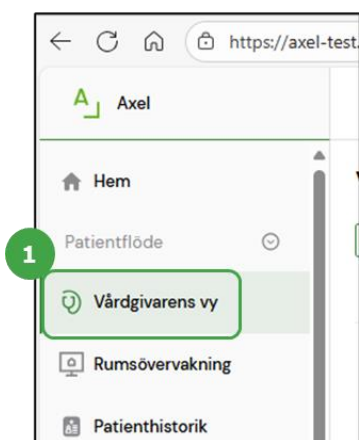 https://axel-test.
Axel
Hem
Patientflöde
1
Vårdgivarens vy
Rumsövervakning
Patienthistorik